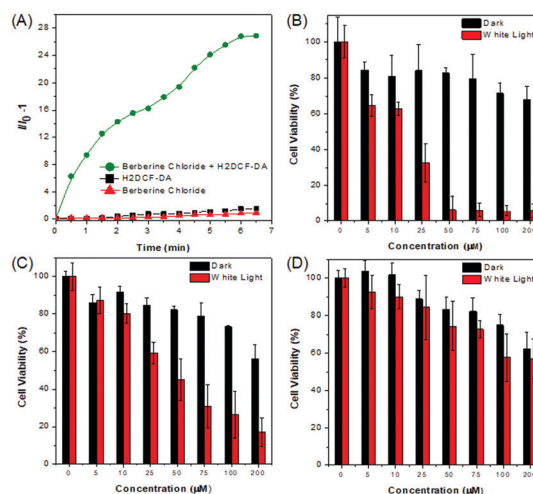 (A)
I/I0 -1
28
24
20
16
12
8
4
0
Berberine Chloride + H2DCF-DA
H2DCF-DA
Berberine Chloride
0 1 2 3 4 5 6 7
Time (min)
(B)
Dark
White Light
Cell Viability (%)
100
80
60
40
20
0
0 5 10 25 50 75 100 200
Concentration (µM)
(C)
Dark
White Light
Cell Viability (%)
100
80
60
40
20
0
0 5 10 25 50 75 100 200
Concentration (µM)
(D)
Dark
White Light
Cell Viability (%)
100
80
60
40
20
0
0 5 10 25 50 75 100 200
Concentration (µM)